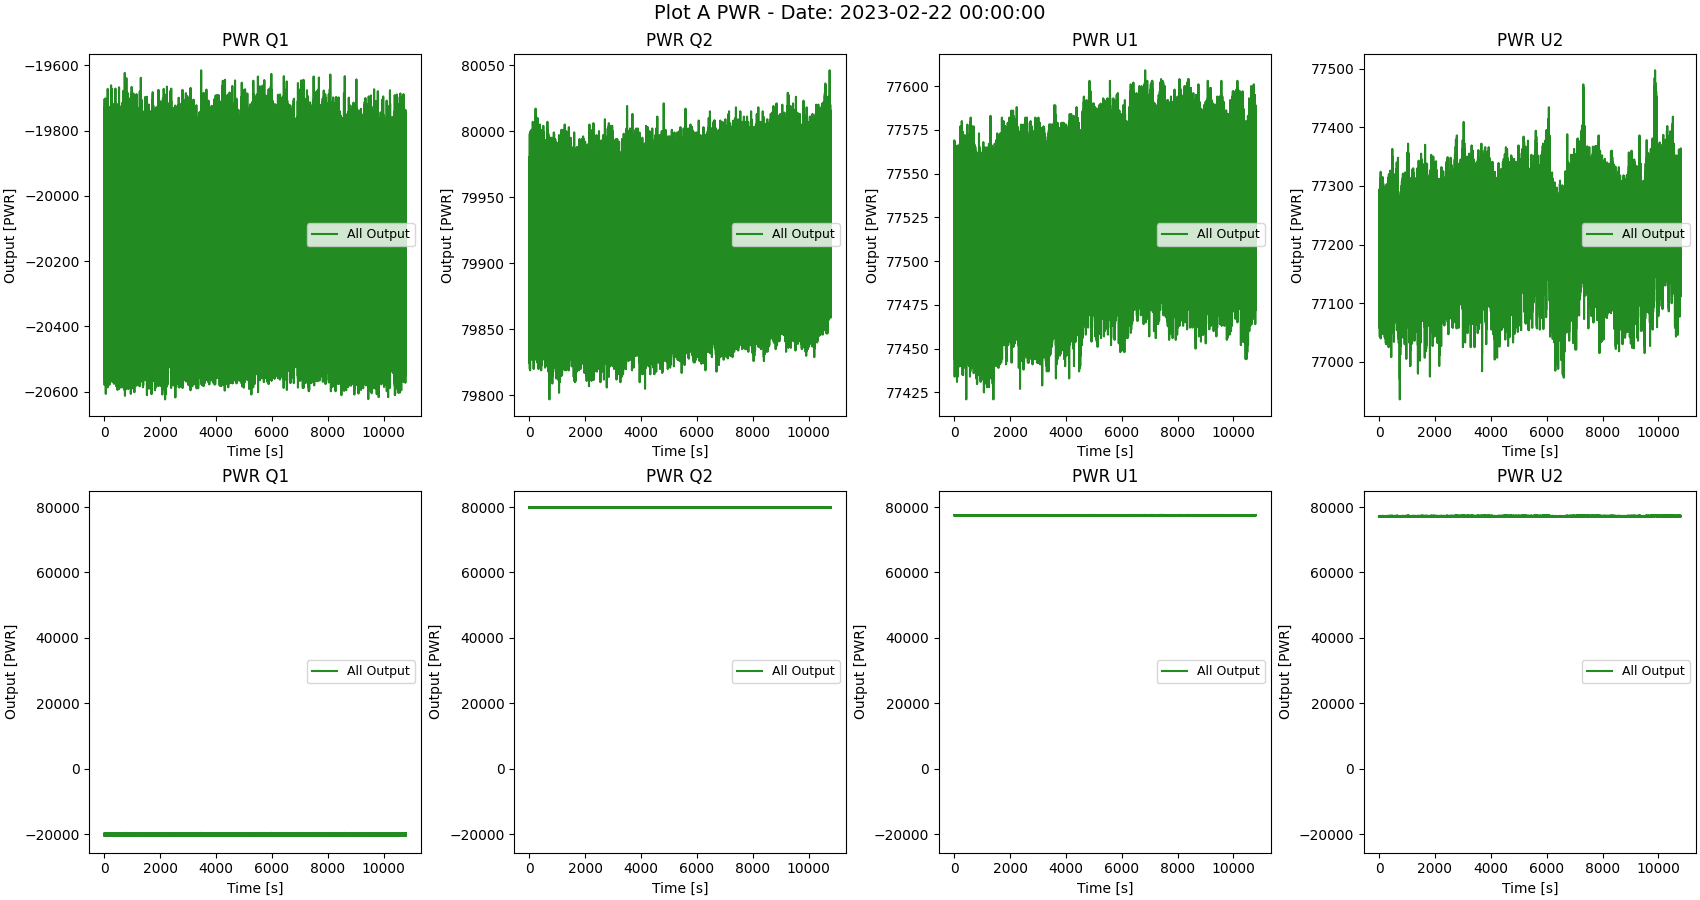 Plot A PWR - Date: 2023-02-22 00:00:00
PWR Q1
Output [PWR]
−19600
−19800
−20000
−20200
−20400
−20600
All Output
0 2000 4000 6000 8000 10000
Time [s]
PWR Q2
Output [PWR]
80050
80000
79950
79900
79850
79800
All Output
0 2000 4000 6000 8000 10000
Time [s]
PWR U1
Output [PWR]
77600
77575
77550
77525
77500
77475
77450
77425
All Output
0 2000 4000 6000 8000 10000
Time [s]
PWR U2
Output [PWR]
77500
77400
77300
77200
77100
77000
All Output
0 2000 4000 6000 8000 10000
Time [s]
PWR Q1
Output [PWR]
80000
60000
40000
20000
0
−20000
All Output
0 2000 4000 6000 8000 10000
Time [s]
PWR Q2
Output [PWR]
80000
60000
40000
20000
0
−20000
All Output
0 2000 4000 6000 8000 10000
Time [s]
PWR U1
Output [PWR]
80000
60000
40000
20000
0
−20000
All Output
0 2000 4000 6000 8000 10000
Time [s]
PWR U2
Output [PWR]
80000
60000
40000
20000
0
−20000
All Output
0 2000 4000 6000 8000 10000
Time [s]